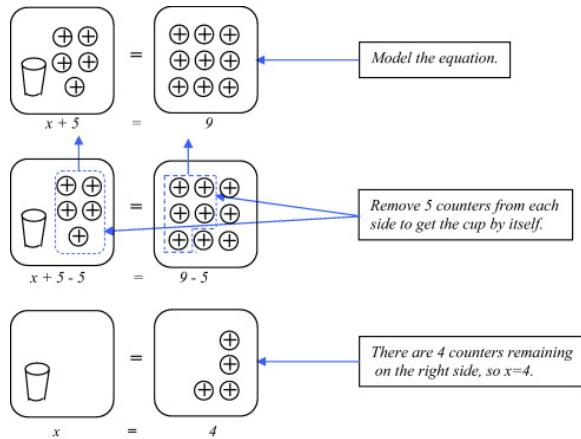 Model the equation.
x + 5 = 9
Remove 5 counters from each
side to get the cup by itself.
x + 5 - 5 = 9 - 5
There are 4 counters remaining
on the right side, so x=4.
x = 4